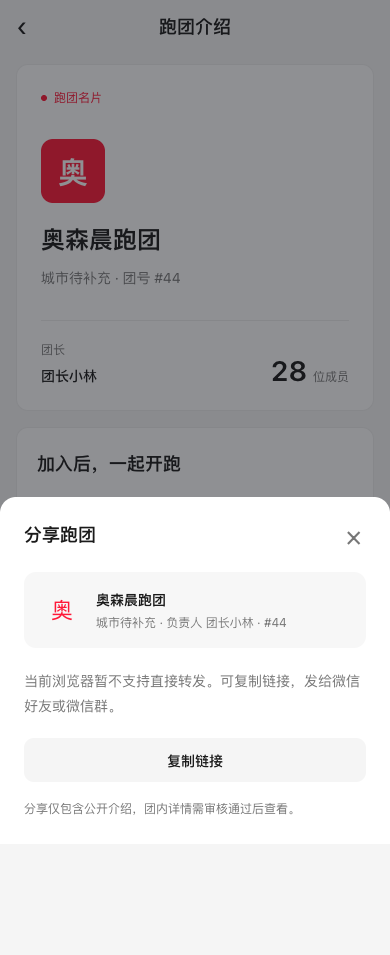 跑团介绍
跑团名片
奥
奥森晨跑团
城市待补充 · 团号 #44
团长
团长小林
28 位成员
加入后，一起开跑
分享跑团
奥
奥森晨跑团
城市待补充 · 负责人 团长小林 · #44
当前浏览器暂不支持直接转发。可复制链接，发给微信
好友或微信群。
复制链接
分享仅包含公开介绍，团内详情需审核通过后查看。